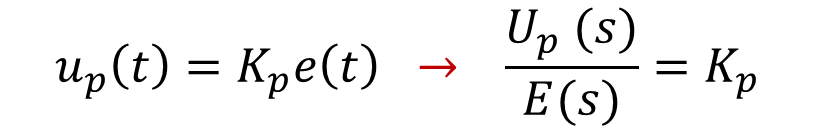 u_p(t) = K_p e(t) → U_p (s) / E(s) = K_p